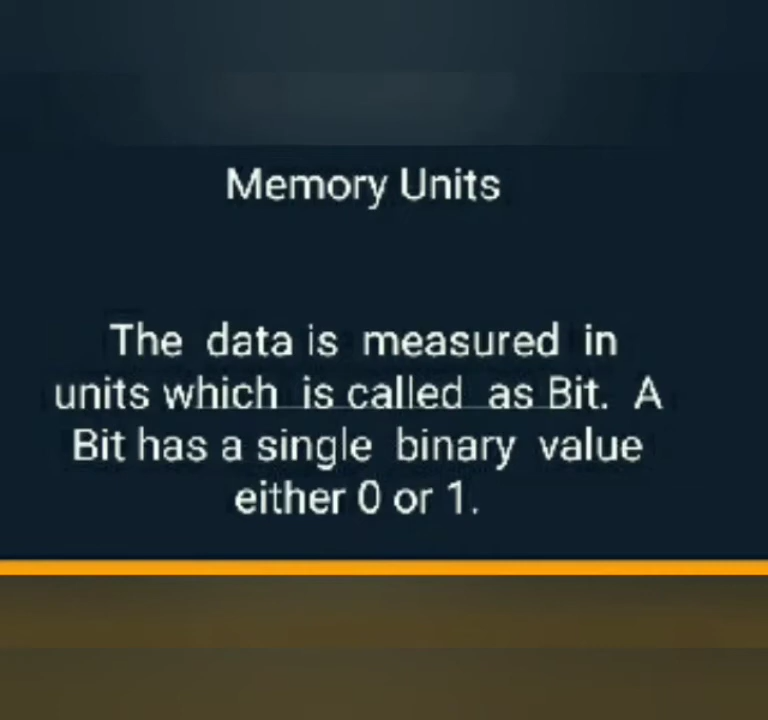 Memory Units
The data is measured in
units which is called as Bit. A
Bit has a single binary value
either 0 or 1.